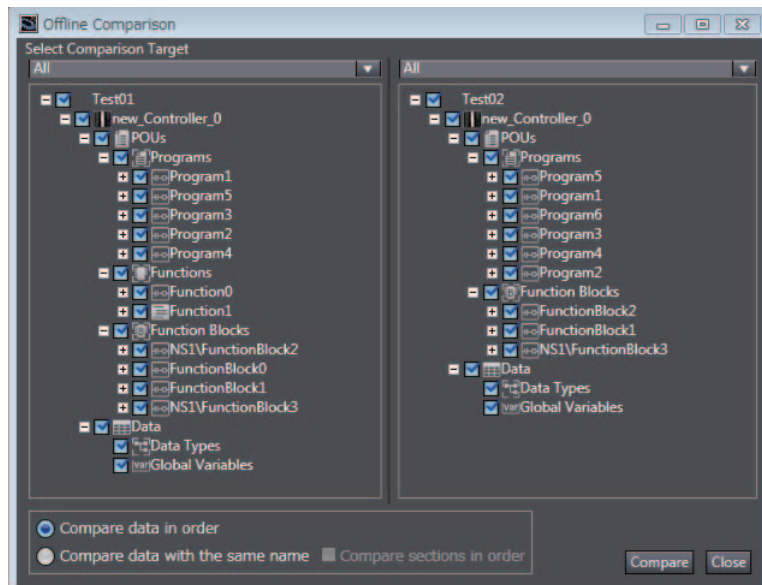 Offline Comparison
Select Comparison Target
All
Test01
new_Controller_0
POUs
Programs
Program1
Program5
Program3
Program2
Program4
Functions
Function0
Function1
Function Blocks
NS1\FunctionBlock2
FunctionBlock0
FunctionBlock1
NS1\FunctionBlock3
Data
Data Types
var Global Variables
All
Test02
new_Controller_0
POUs
Programs
Program5
Program1
Program6
Program3
Program4
Program2
Function Blocks
FunctionBlock2
FunctionBlock1
NS1\FunctionBlock3
Data
Data Types
var Global Variables
Compare data in order
Compare data with the same name Compare sections in order
Compare Close